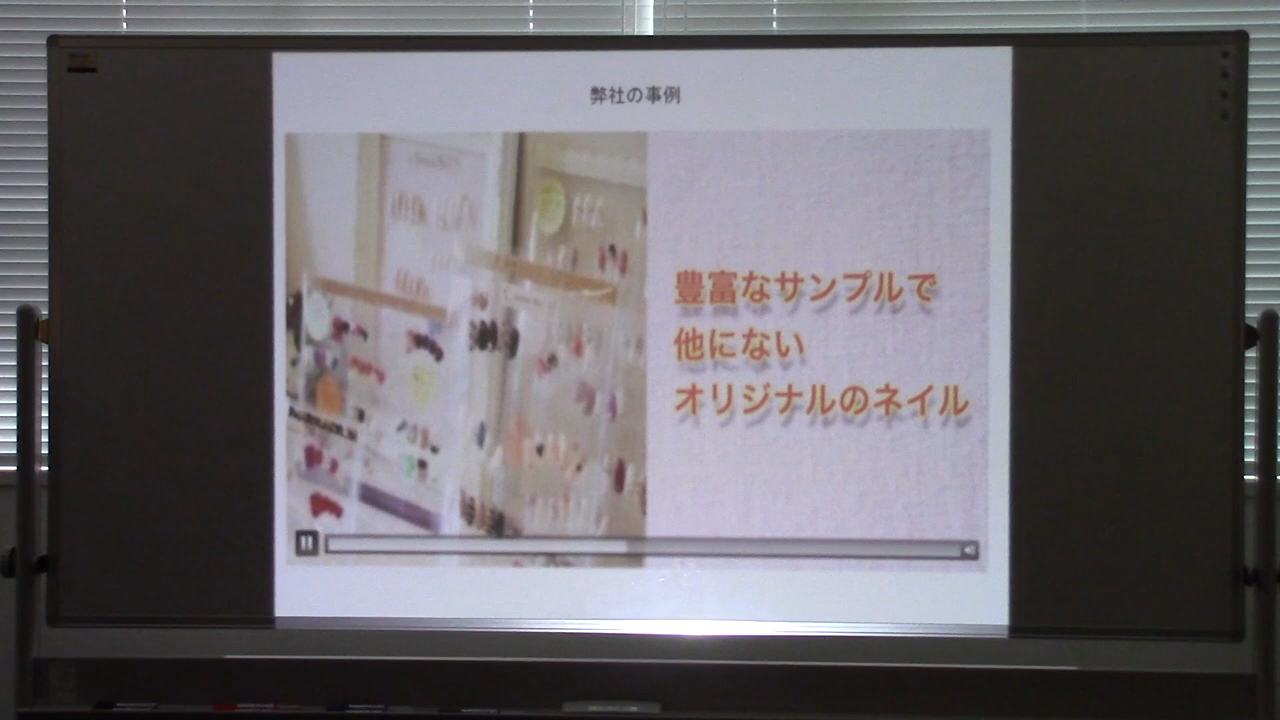 弊社の事例
豊富なサンプルで
他にない
オリジナルのネイル